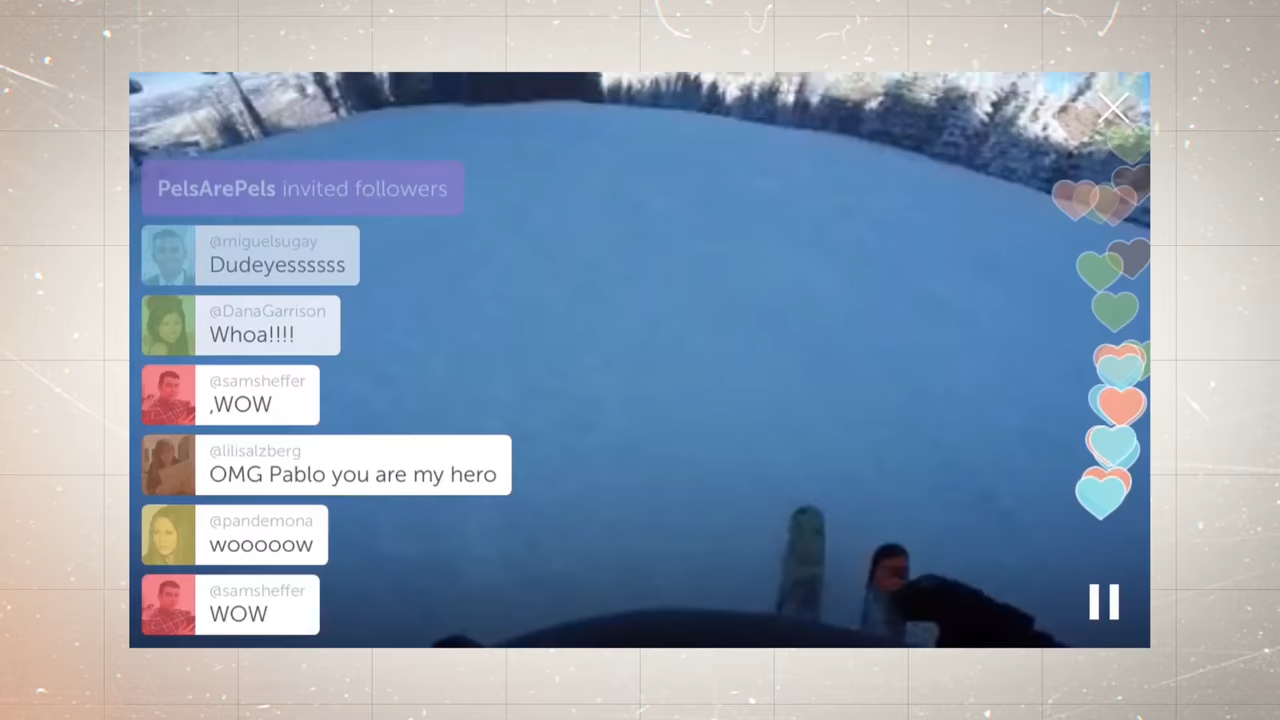 PelsArePels invited followers
@miguelsugay
Dudeyessssss
@DanaGarrison
Whoa!!!!
@samsheffer
,WOW
@lilisalzberg
OMG Pablo you are my hero
@pandemona
wooooow
@samsheffer
WOW